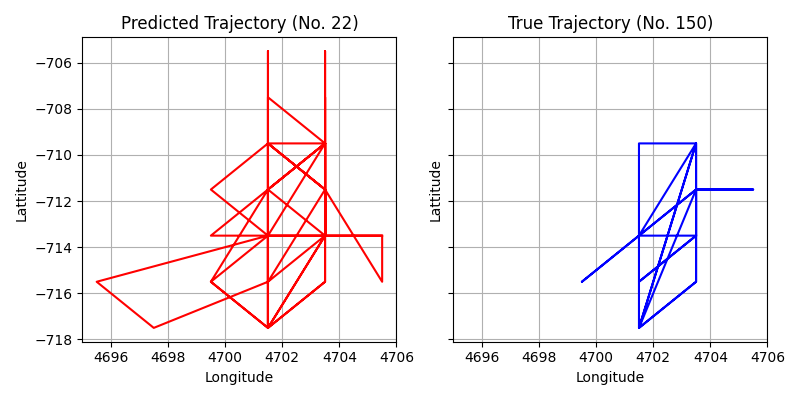 Predicted Trajectory (No. 22)
True Trajectory (No. 150)
Lattitude
−706
−708
−710
−712
−714
−716
−718
4696 4698 4700 4702 4704 4706
Longitude
Lattitude
4696 4698 4700 4702 4704 4706
Longitude